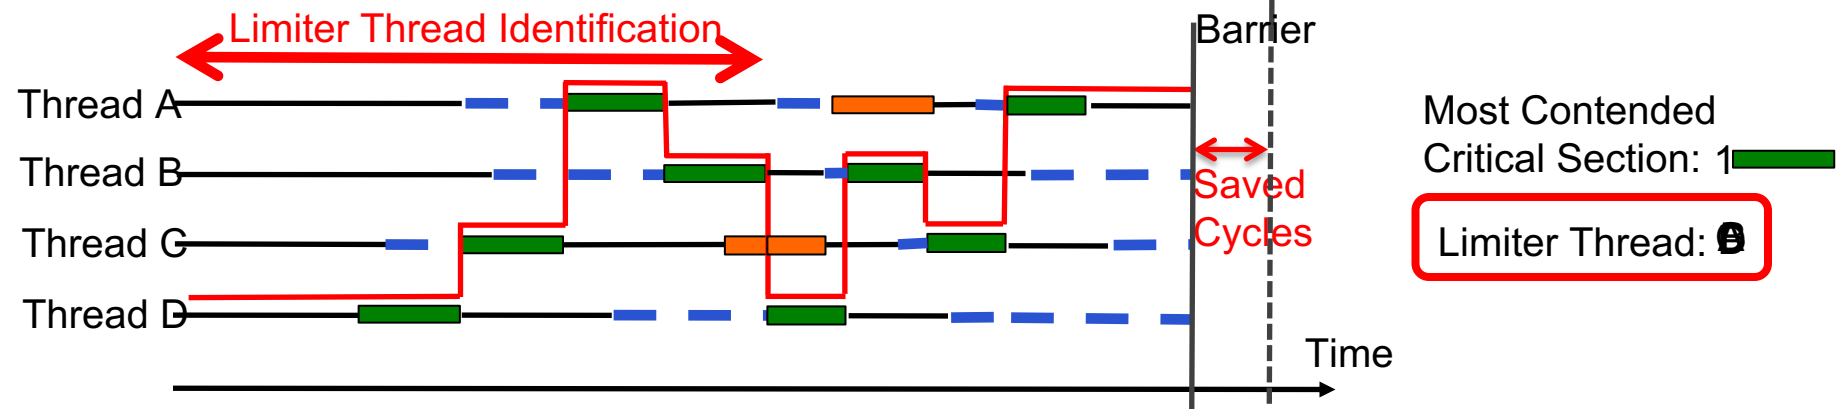 Limiter Thread Identification
Barrier
Thread A
Thread B
Thread C
Thread D
Saved
Cycles
Time
Most Contended
Critical Section: 1
Limiter Thread: